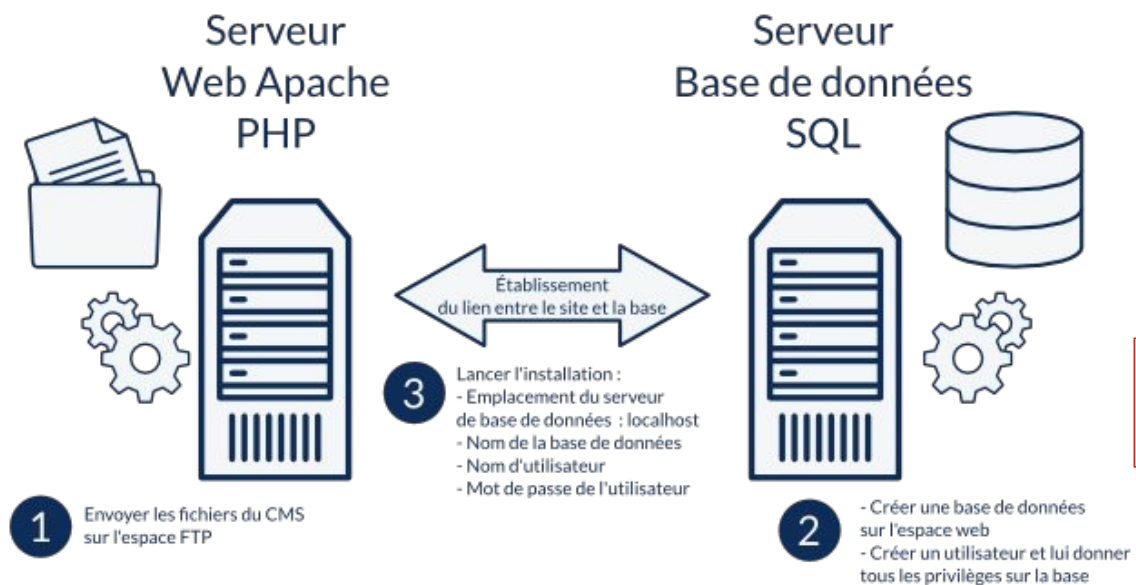 Serveur
Web Apache
PHP
Serveur
Base de données
SQL
Établissement
du lien entre le site et la base
3
Lancer l'installation :
- Emplacement du serveur
de base de données : localhost
- Nom de la base de données
- Nom d'utilisateur
- Mot de passe de l'utilisateur
1
Envoyer les fichiers du CMS
sur l'espace FTP
2
- Créer une base de données
sur l'espace web
- Créer un utilisateur et lui donner
tous les privilèges sur la base